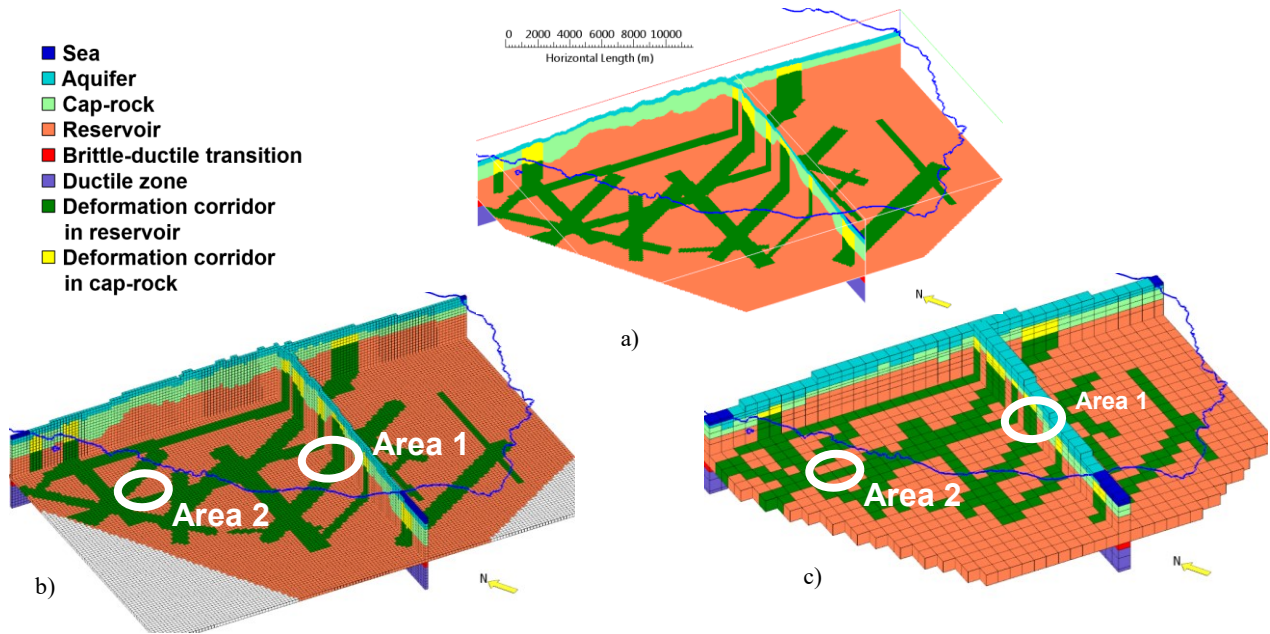 Sea
Aquifer
Cap-rock
Reservoir
Brittle-ductile transition
Ductile zone
Deformation corridor
in reservoir
Deformation corridor
in cap-rock
0 2000 4000 6000 8000 10000
Horizontal Length (m)
N
a)
Area 1
Area 2
b)
N
Area 1
Area 2
c)
N